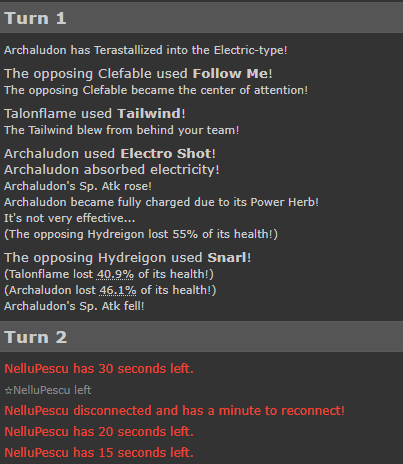 Turn 1
Archaludon has Terastallized into the Electric-type!
The opposing Clefable used Follow Me!
The opposing Clefable became the center of attention!
Talonflame used Tailwind!
The Tailwind blew from behind your team!
Archaludon used Electro Shot!
Archaludon absorbed electricity!
Archaludon's Sp. Atk rose!
Archaludon became fully charged due to its Power Herb!
It's not very effective...
(The opposing Hydreigon lost 55% of its health!)
The opposing Hydreigon used Snarl!
(Talonflame lost 40.9% of its health!)
(Archaludon lost 46.1% of its health!)
Archaludon's Sp. Atk fell!
Turn 2
NelluPescu has 30 seconds left.
☆NelluPescu left
NelluPescu disconnected and has a minute to reconnect!
NelluPescu has 20 seconds left.
NelluPescu has 15 seconds left.